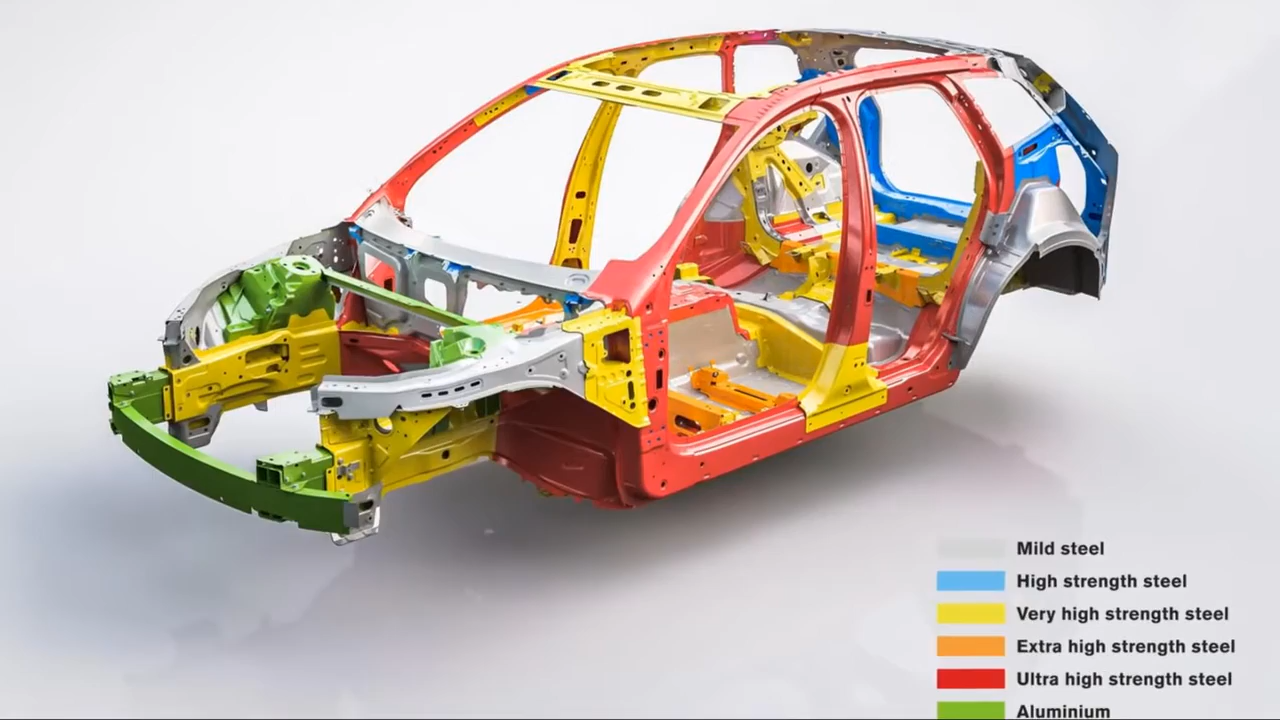 Mild steel
High strength steel
Very high strength steel
Extra high strength steel
Ultra high strength steel
Aluminium